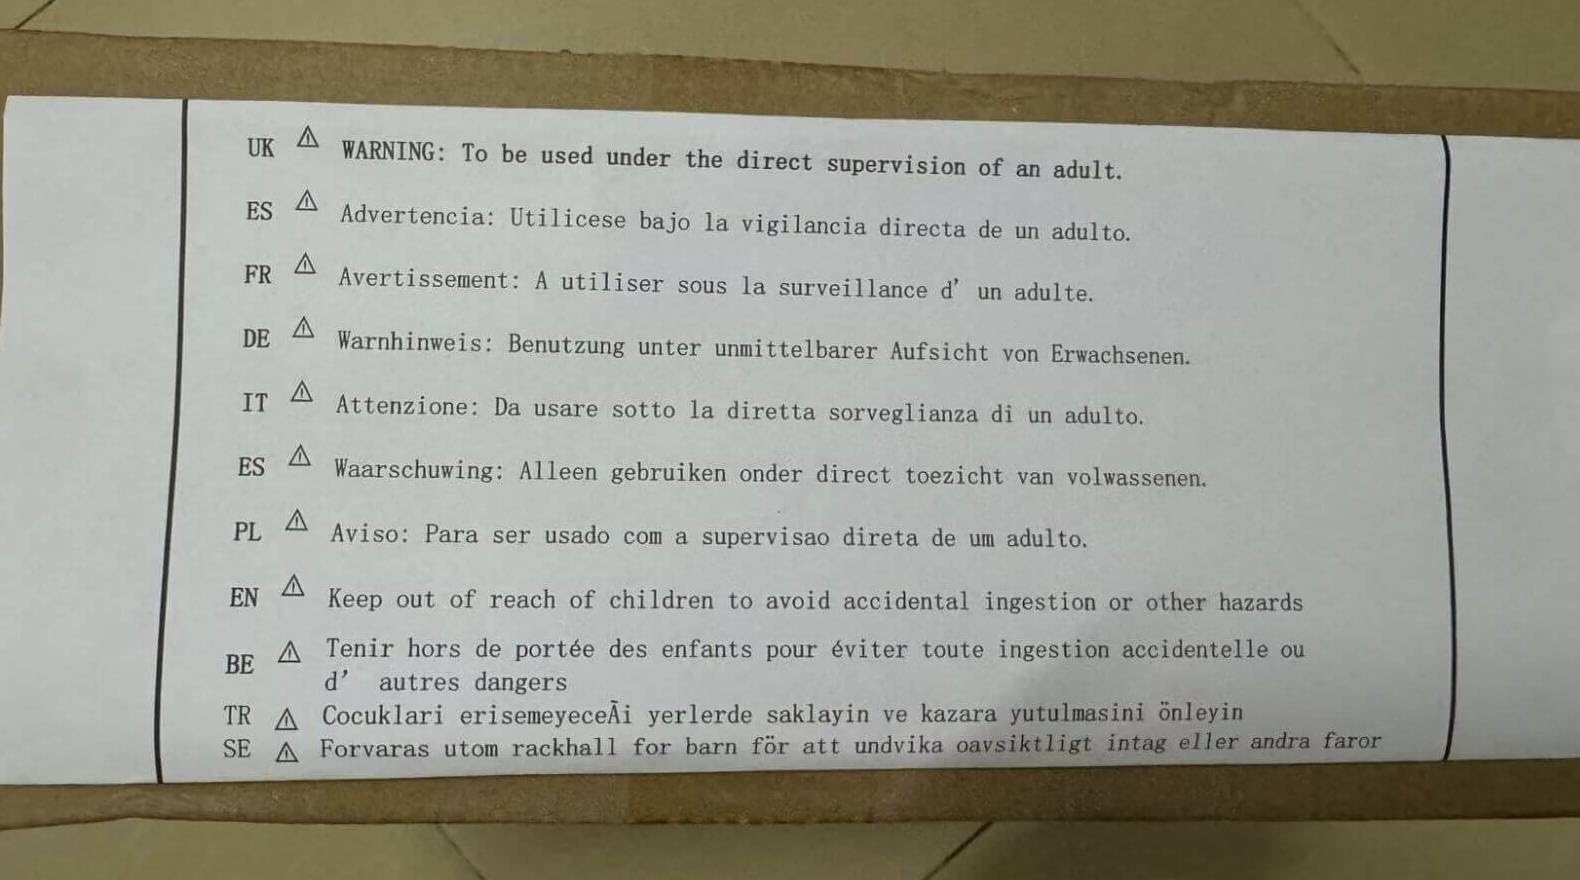 UK ⚠ WARNING: To be used under the direct supervision of an adult.
ES ⚠ Advertencia: Utilicese bajo la vigilancia directa de un adulto.
FR ⚠ Avertissement: A utiliser sous la surveillance d' un adulte.
DE ⚠ Warnhinweis: Benutzung unter unmittelbarer Aufsicht von Erwachsenen.
IT ⚠ Attenzione: Da usare sotto la diretta sorveglianza di un adulto.
ES ⚠ Waarschuwing: Alleen gebruiken onder direct toezicht van volwassenen.
PL ⚠ Aviso: Para ser usado com a supervisao direta de um adulto.
EN ⚠ Keep out of reach of children to avoid accidental ingestion or other hazards
BE ⚠ Tenir hors de portée des enfants pour éviter toute ingestion accidentelle ou
d' autres dangers
TR ⚠ Cocuklari erisemeyeceÃi yerlerde saklayin ve kazara yutulmasini önleyin
SE ⚠ Forvaras utom rackhall for barn för att undvika oavsiktligt intag eller andra faror